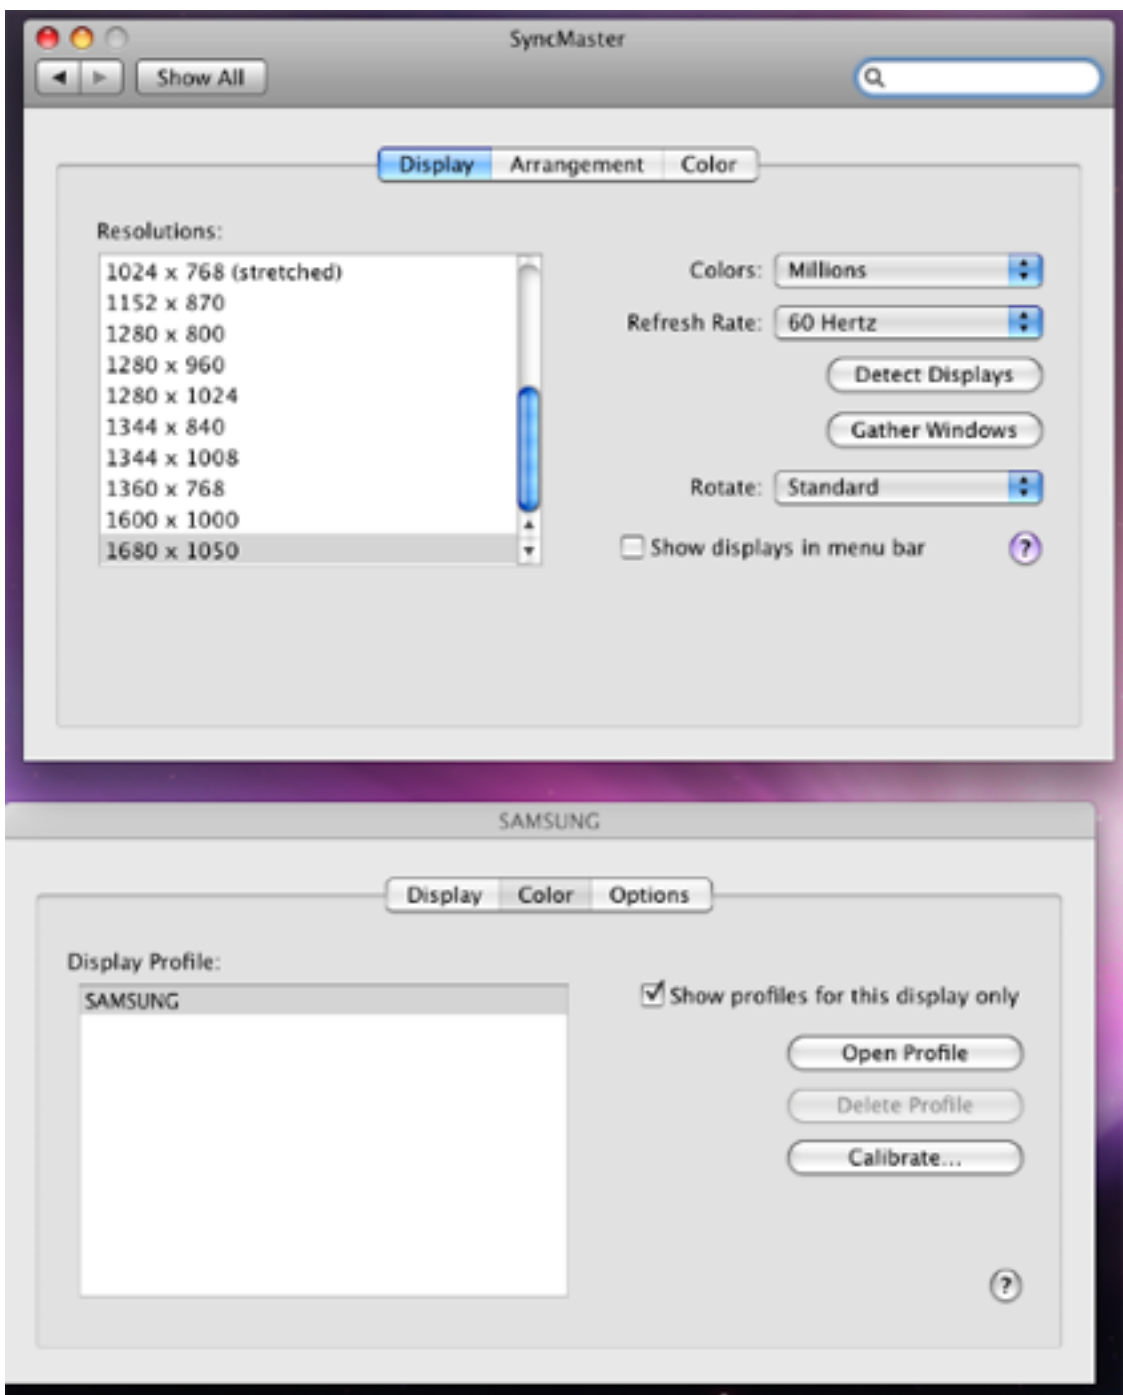 SyncMaster
Show All
Display Arrangement Color
Resolutions:
1024 x 768 (stretched)
1152 x 870
1280 x 800
1280 x 960
1280 x 1024
1344 x 840
1344 x 1008
1360 x 768
1600 x 1000
1680 x 1050
Colors: Millions
Refresh Rate: 60 Hertz
Detect Displays
Gather Windows
Rotate: Standard
Show displays in menu bar ?
SAMSUNG
Display Color Options
Display Profile:
SAMSUNG
Show profiles for this display only
Open Profile
Delete Profile
Calibrate...
?